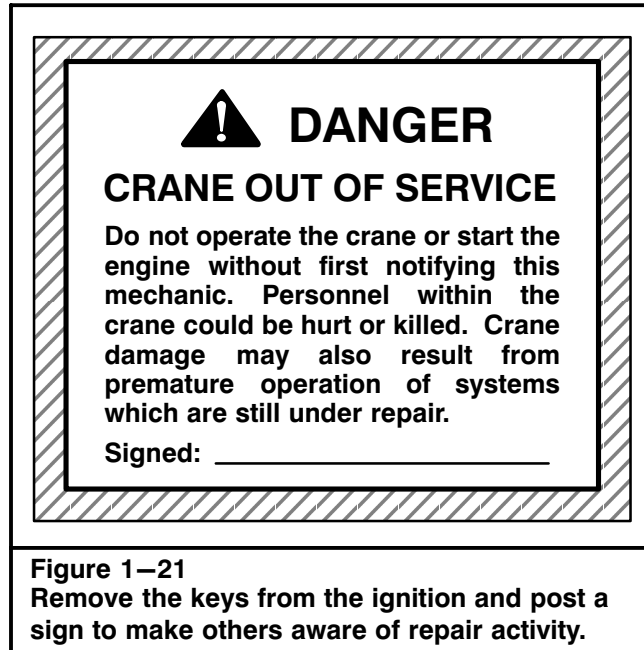 DANGER
CRANE OUT OF SERVICE
Do not operate the crane or start the
engine without first notifying this
mechanic. Personnel within the
crane could be hurt or killed. Crane
damage may also result from
premature operation of systems
which are still under repair.
Signed:
Figure 1–21
Remove the keys from the ignition and post a
sign to make others aware of repair activity.